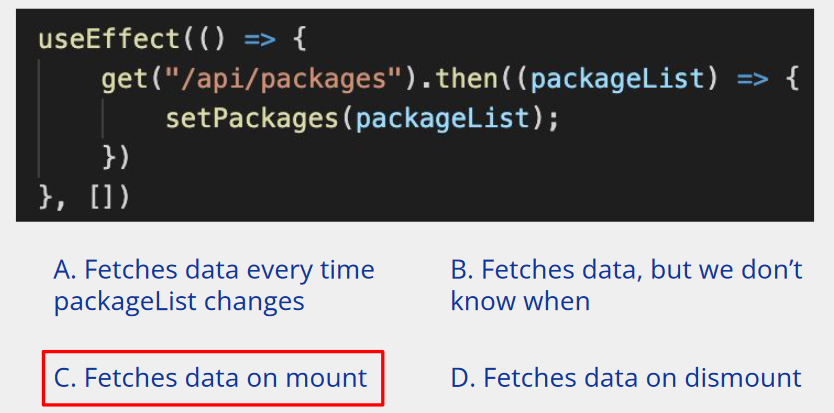 useEffect(() => {
    get("/api/packages").then((packageList) => {
        setPackages(packageList);
    })
}, [])
A. Fetches data every time
packageList changes
B. Fetches data, but we don’t
know when
C. Fetches data on mount
D. Fetches data on dismount